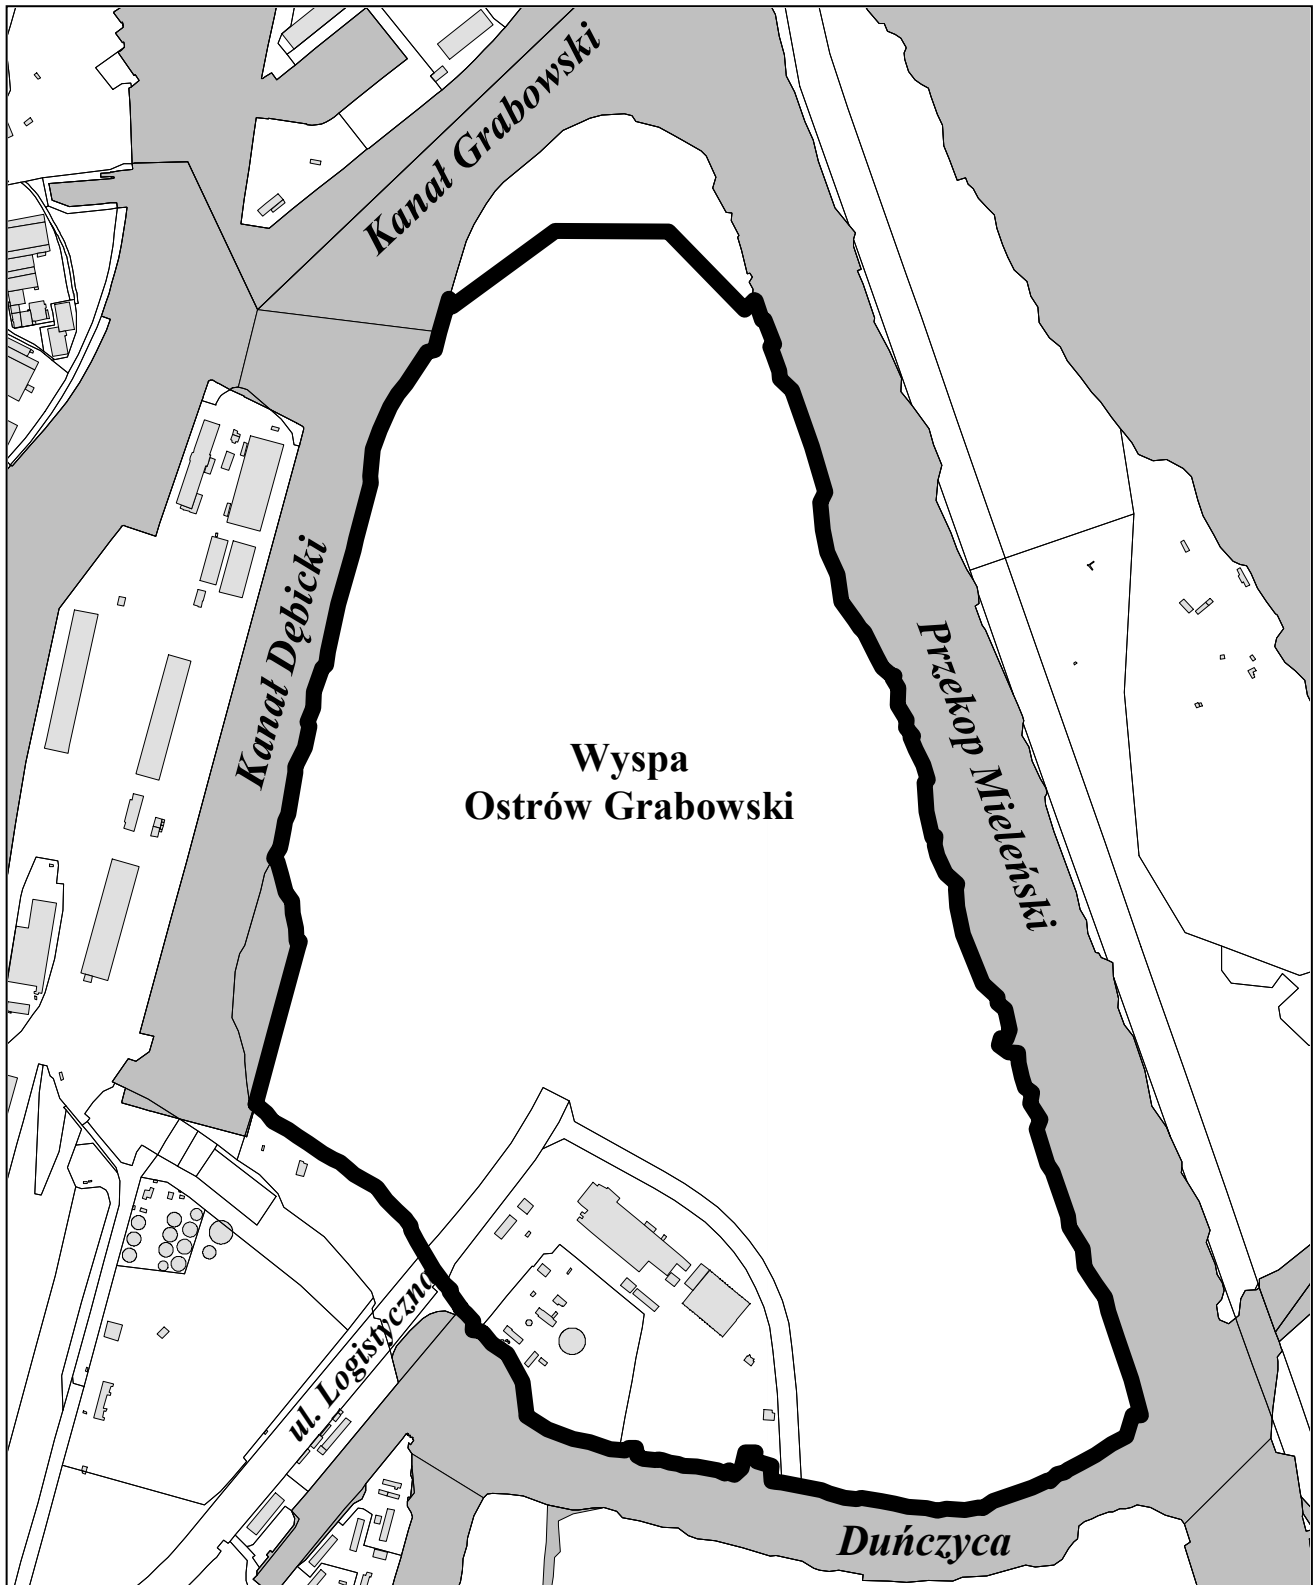 Kanał Grabowski
Kanał Dębicki
Przekop Mieleński
Wyspa
Ostrów Grabowski
ul. Logistyczna
Duńczyca